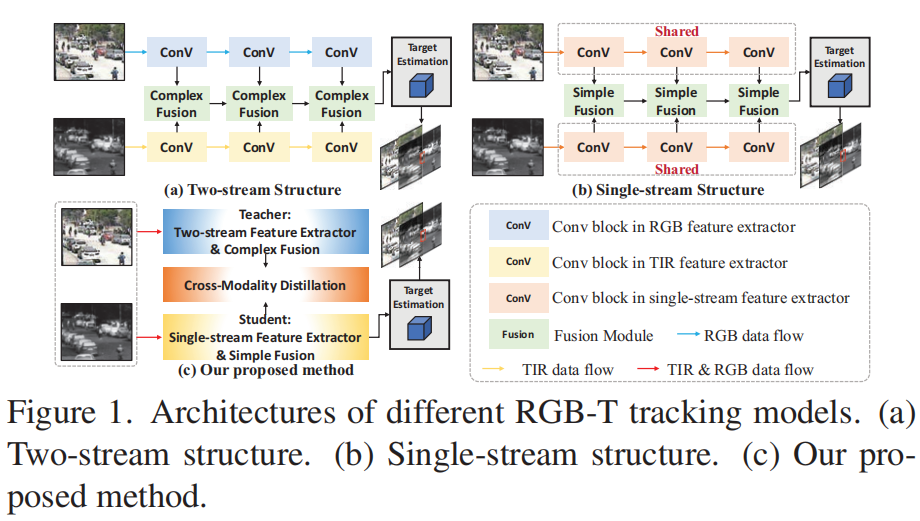 ConV ConV ConV
Complex Fusion Complex Fusion Complex Fusion
Target Estimation
ConV ConV ConV
(a) Two-stream Structure
Shared
ConV ConV ConV
Simple Fusion Simple Fusion Simple Fusion
Target Estimation
ConV ConV ConV
Shared
(b) Single-stream Structure
Teacher:
Two-stream Feature Extractor
& Complex Fusion
Cross-Modality Distillation
Student:
Single-stream Feature Extractor
& Simple Fusion
Target Estimation
(c) Our proposed method
ConV Conv block in RGB feature extractor
ConV Conv block in TIR feature extractor
ConV Conv block in single-stream feature extractor
Fusion Fusion Module RGB data flow
TIR data flow TIR & RGB data flow
Figure 1. Architectures of different RGB-T tracking models. (a)
Two-stream structure. (b) Single-stream structure. (c) Our pro-
posed method.